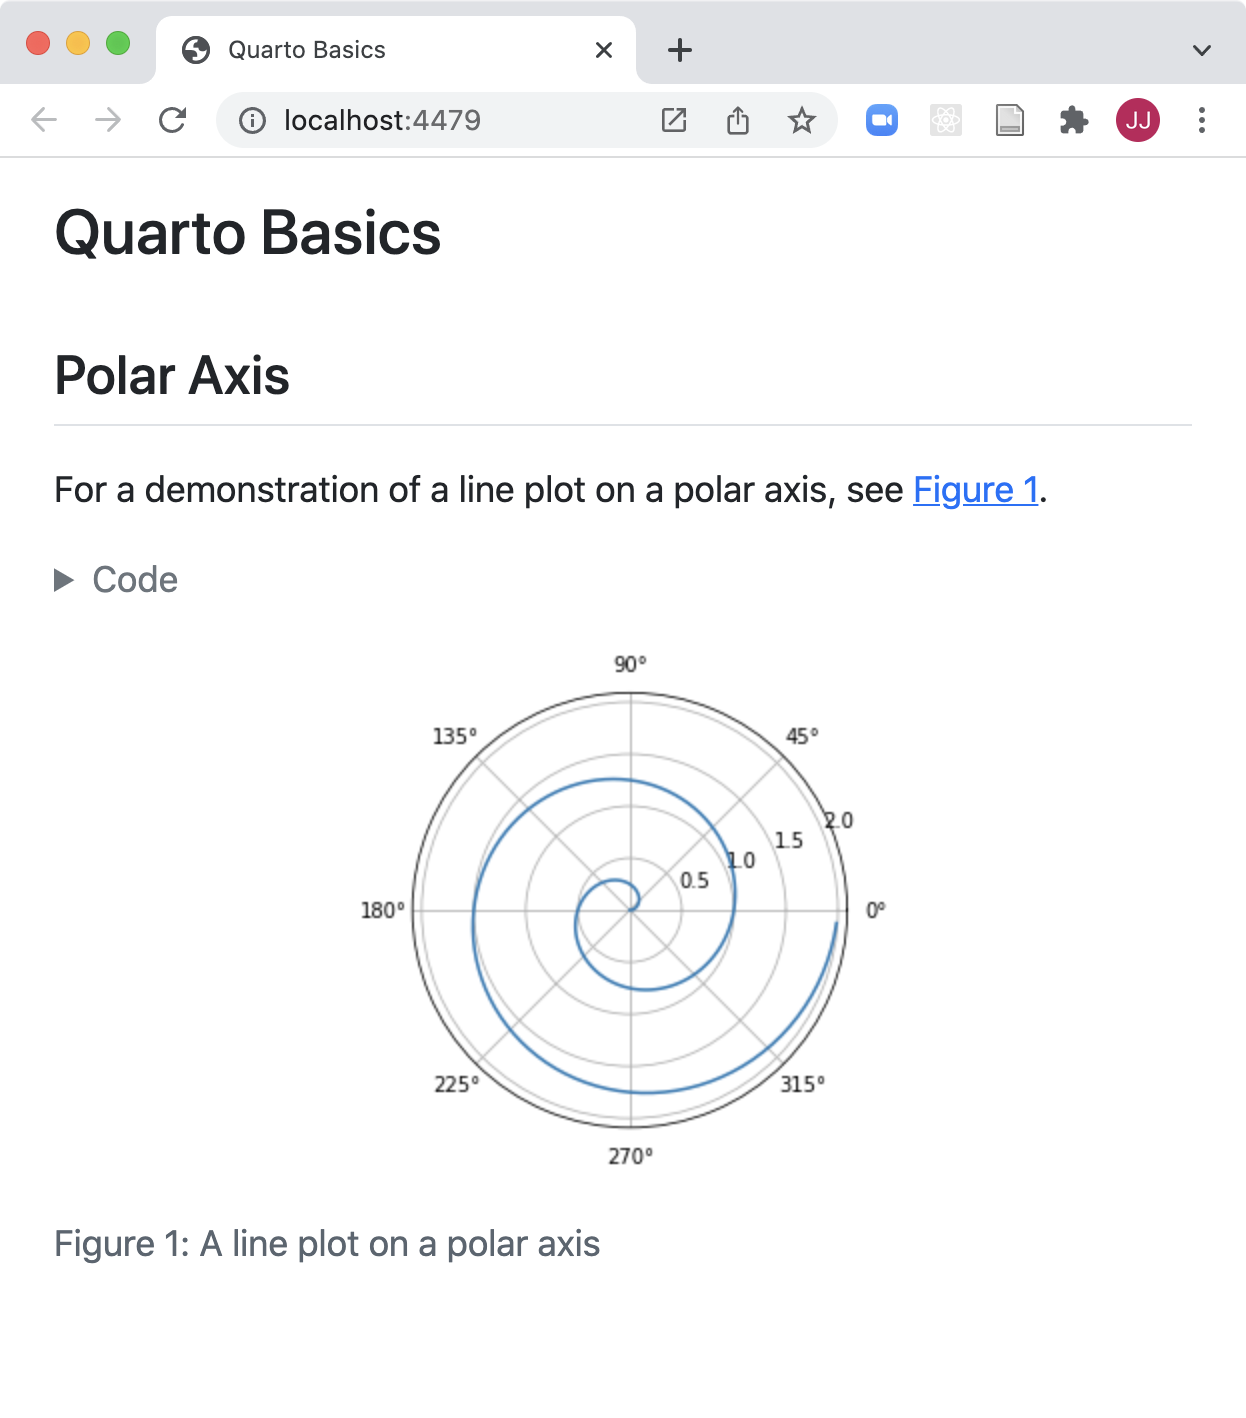 Quarto Basics
localhost:4479
JJ
Quarto Basics
Polar Axis
For a demonstration of a line plot on a polar axis, see Figure 1.
Code
90°
135°
45°
2.0
1.5
1.0
0.5
180°
0°
225°
315°
270°
Figure 1: A line plot on a polar axis